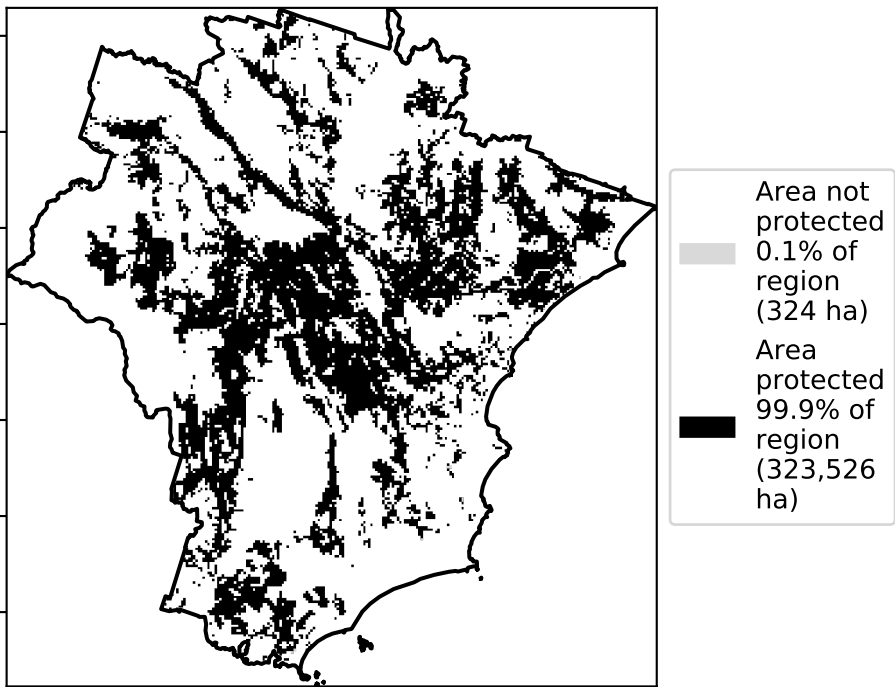 Area not
protected
0.1% of
region
(324 ha)
Area
protected
99.9% of
region
(323,526
ha)